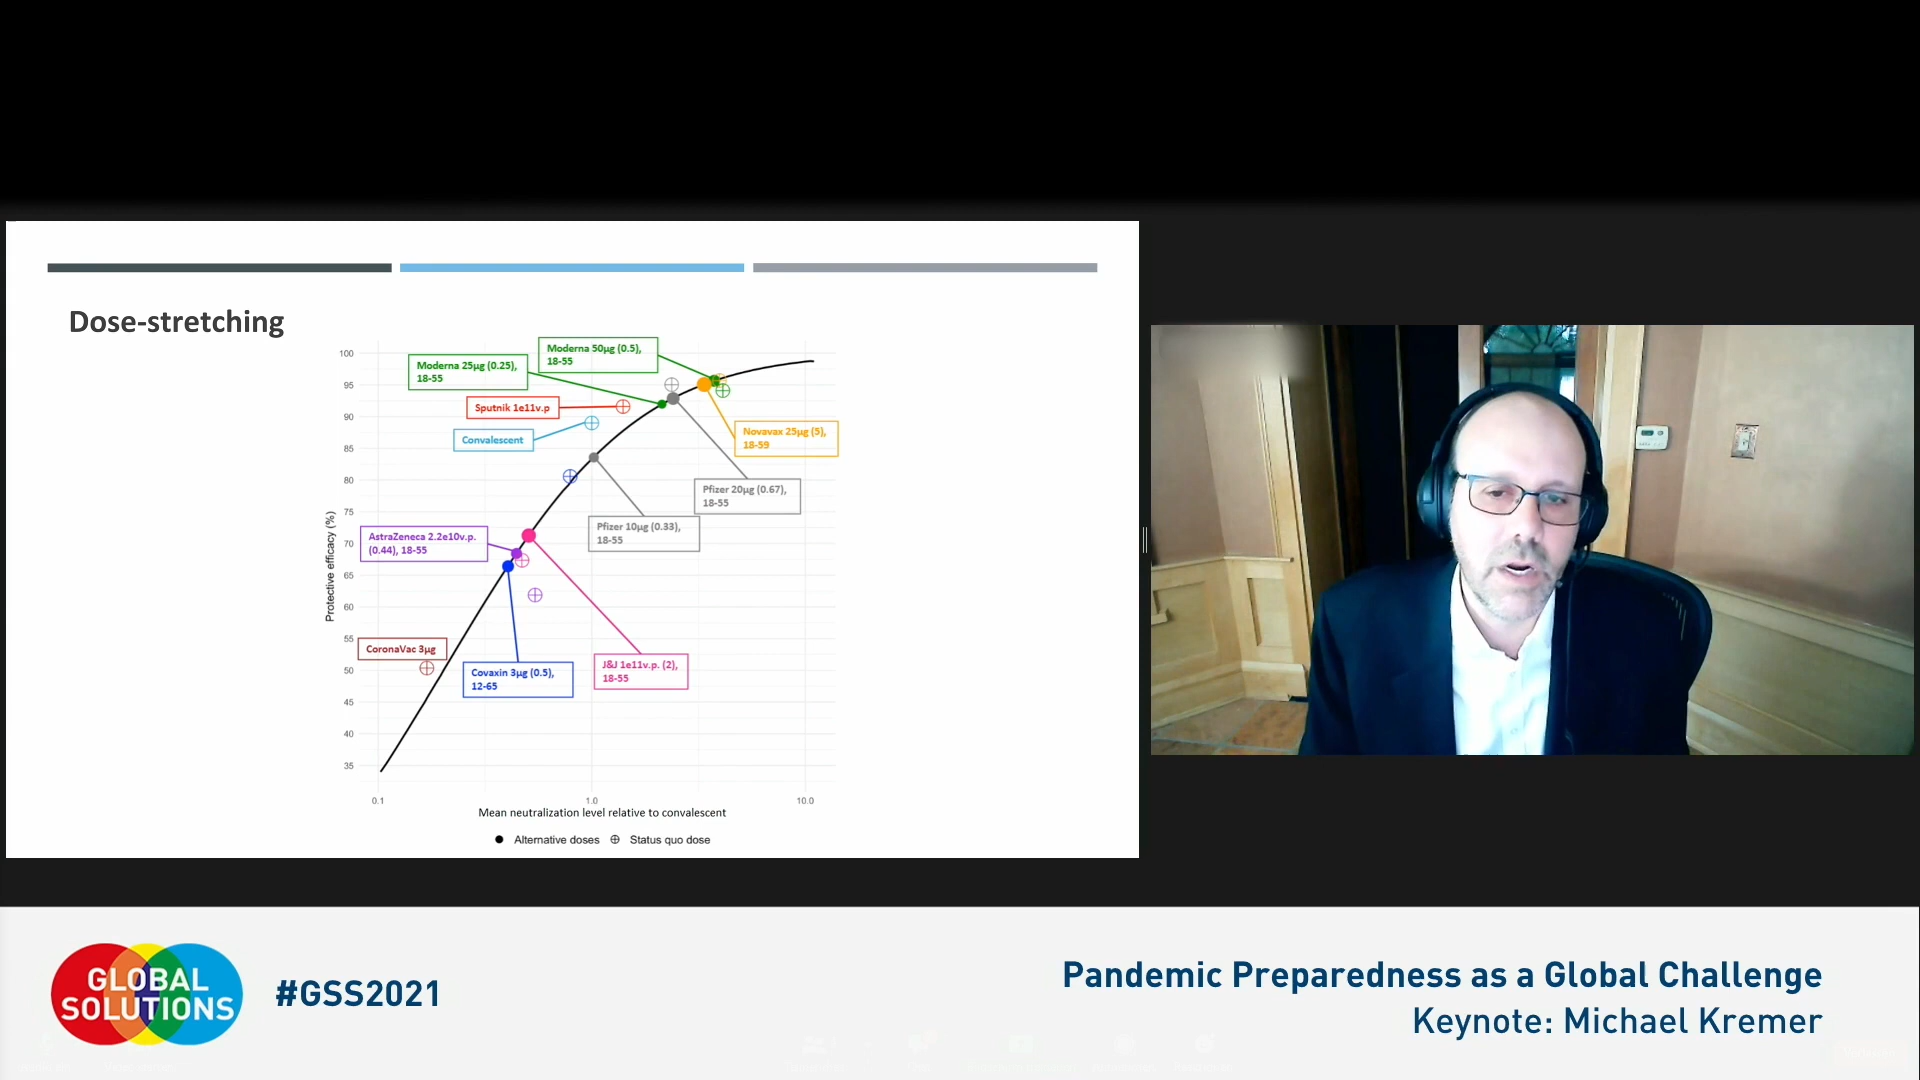 Dose-stretching
Moderna 50µg (0.5),
18-55
Moderna 25µg (0.25),
18-55
Sputnik 1e11v.p
Convalescent
Novavax 25µg (5),
18-59
Pfizer 20µg (0.67),
18-55
Pfizer 10µg (0.33),
18-55
AstraZeneca 2.2e10v.p.
(0.44), 18-55
CoronaVac 3µg
Covaxin 3µg (0.5),
12-65
J&J 1e11v.p. (2),
18-55
Protective efficacy (%)
100
95
90
85
80
75
70
65
60
55
50
45
40
35
0.1 1.0 10.0
Mean neutralization level relative to convalescent
Alternative doses Status quo dose
GLOBAL
SOLUTIONS
#GSS2021
Pandemic Preparedness as a Global Challenge
Keynote: Michael Kremer